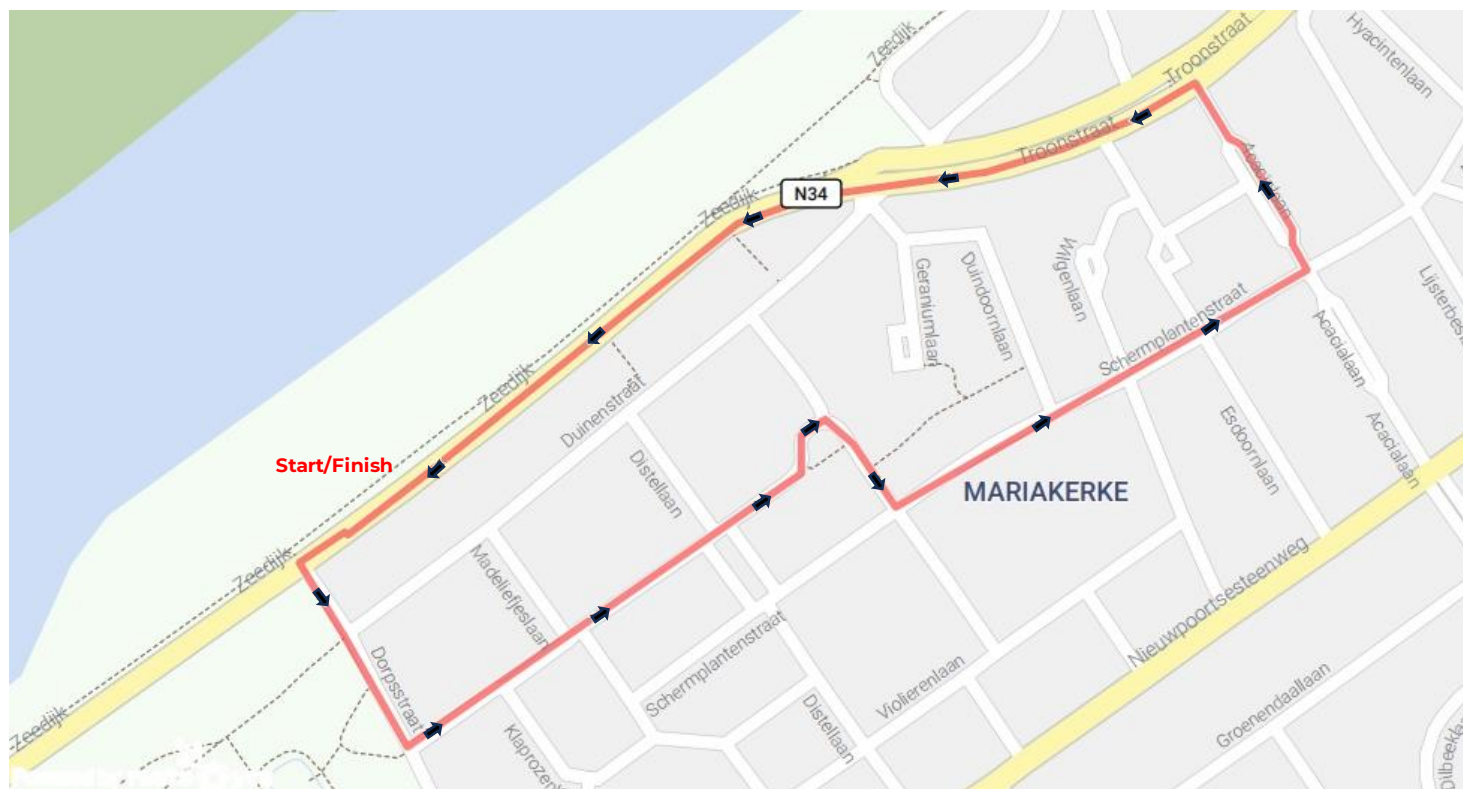 Zeedijk
Troonstraat
Hyacintenlaan
Troonstraat
Acacialaan
N34
Zeedijk
Wilgenlaan
Geraniumlaan
Duindoornlaan
Acacialaan
Schermplantenstraat
Zeedijk
Duinenstraat
Acacialaan
Esdoornlaan
Distellaan
Start/Finish
MARIAKERKE
Madeliefjeslaan
Zeedijk
Nieuwpoortsesteenweg
Schermplantenstraat
Dorpsstraat
Violierenlaan
Groenendaallaan
Distellaan
Zeedijk